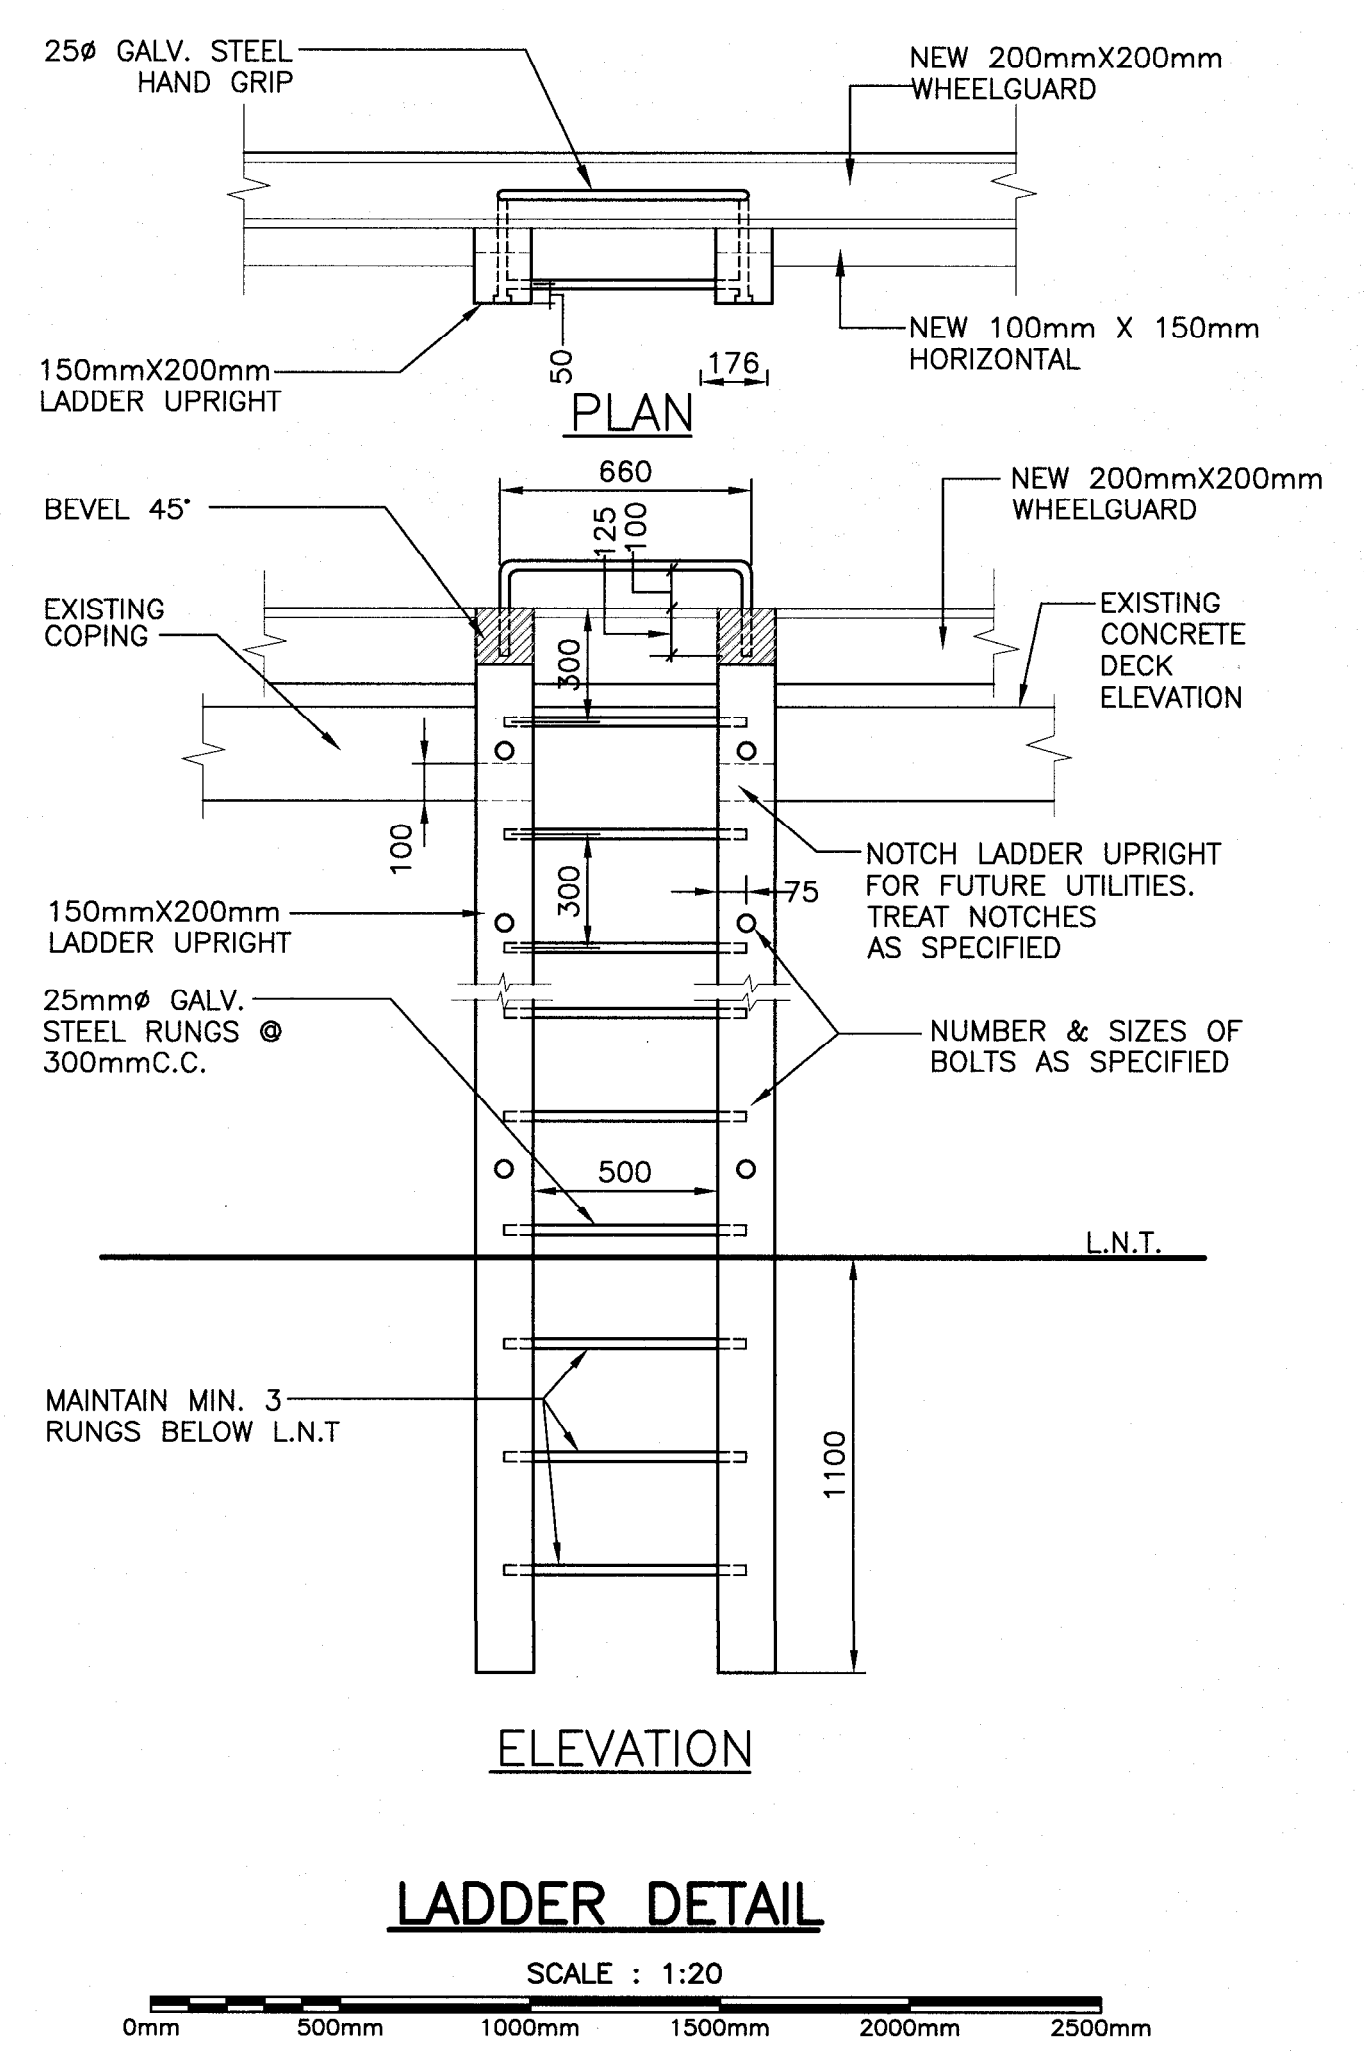 25ø GALV. STEEL
HAND GRIP
NEW 200mmX200mm
WHEELGUARD
NEW 100mm X 150mm
HORIZONTAL
150mmX200mm
LADDER UPRIGHT
50
176
PLAN
660
125
100
BEVEL 45°
NEW 200mmX200mm
WHEELGUARD
EXISTING
COPING
EXISTING
CONCRETE
DECK
ELEVATION
300
100
NOTCH LADDER UPRIGHT
FOR FUTURE UTILITIES.
TREAT NOTCHES
AS SPECIFIED
300
75
150mmX200mm
LADDER UPRIGHT
25mmø GALV.
STEEL RUNGS @
300mmC.C.
NUMBER & SIZES OF
BOLTS AS SPECIFIED
500
L.N.T.
MAINTAIN MIN. 3
RUNGS BELOW L.N.T
1100
ELEVATION
LADDER DETAIL
SCALE : 1:20
0mm 500mm 1000mm 1500mm 2000mm 2500mm